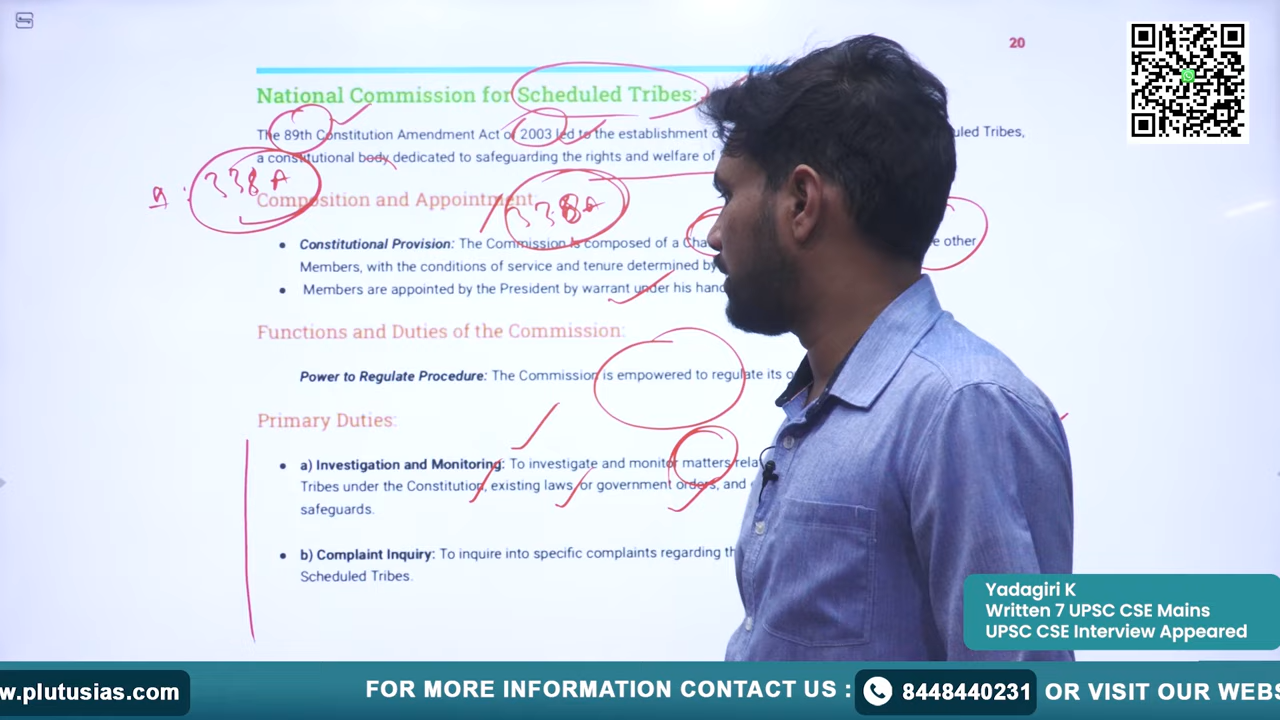 20
National Commission for Scheduled Tribes:
The 89th Constitution Amendment Act of 2003 led to the establishment uled Tribes,
a constitutional body dedicated to safeguarding the rights and welfare of
338A
Composition and Appointment:
338A
Constitutional Provision: The Commission is composed of a other
Members, with the conditions of service and tenure determined by
Members are appointed by the President by warrant under his hand
Functions and Duties of the Commission:
Power to Regulate Procedure: The Commission is empowered to regulate its
Primary Duties:
a) Investigation and Monitoring: To investigate and monitor matters
Tribes under the Constitution, existing laws, or government orders, and
safeguards.
b) Complaint Inquiry: To inquire into specific complaints regarding
Scheduled Tribes.
Yadagiri K
Written 7 UPSC CSE Mains
UPSC CSE Interview Appeared
w.plutusias.com
FOR MORE INFORMATION CONTACT US : 8448440231 OR VISIT OUR WEBS